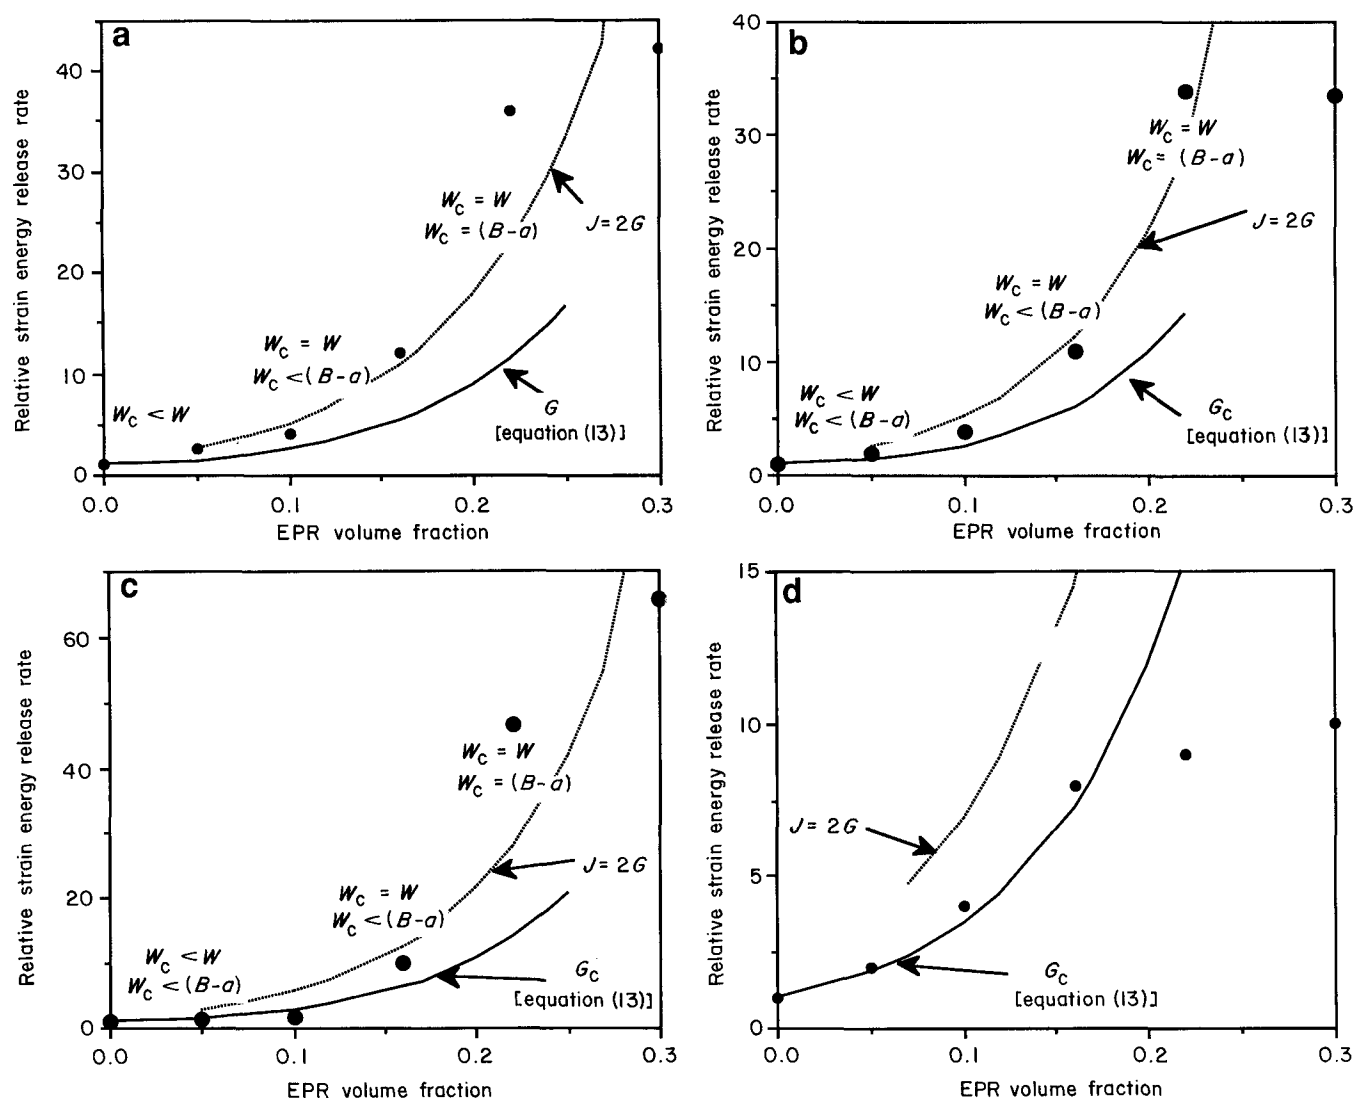 a
Relative strain energy release rate
40
30
20
10
0
W_c = W
W_c = (B-a)
J=2G
W_c = W
W_c <(B-a)
W_c < W
G
[equation (13)]
0.0 0.1 0.2 0.3
EPR volume fraction
b
Relative strain energy release rate
40
30
20
10
0
W_c = W
W_c = (B-a)
J=2G
W_c = W
W_c < (B-a)
W_c < W
W_c < (B-a)
G_c
[equation (13)]
0.0 0.1 0.2 0.3
EPR volume fraction
c
Relative strain energy release rate
60
40
20
0
W_c = W
W_c = (B-a)
J=2G
W_c = W
W_c <(B-a)
W_c < W
W_c <(B-a)
G_c
[equation (13)]
0.0 0.1 0.2 0.3
EPR volume fraction
d
Relative strain energy release rate
15
10
5
0
J = 2G
G_c
[equation (13)]
0.0 0.1 0.2 0.3
EPR volume fraction